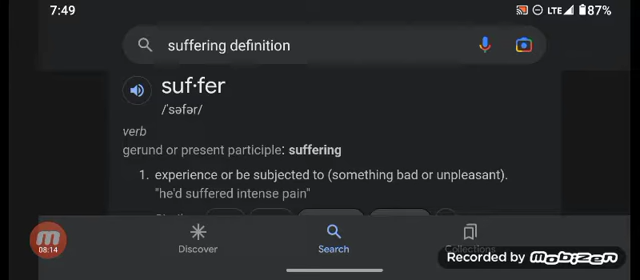 7:49 LTE 87%
suffering definition
suf·fer
/ˈsəfər/
verb
gerund or present participle: suffering
1. experience or be subjected to (something bad or unpleasant).
"he'd suffered intense pain"
M
08:14
Discover
Search
Collections
Recorded by mobizen